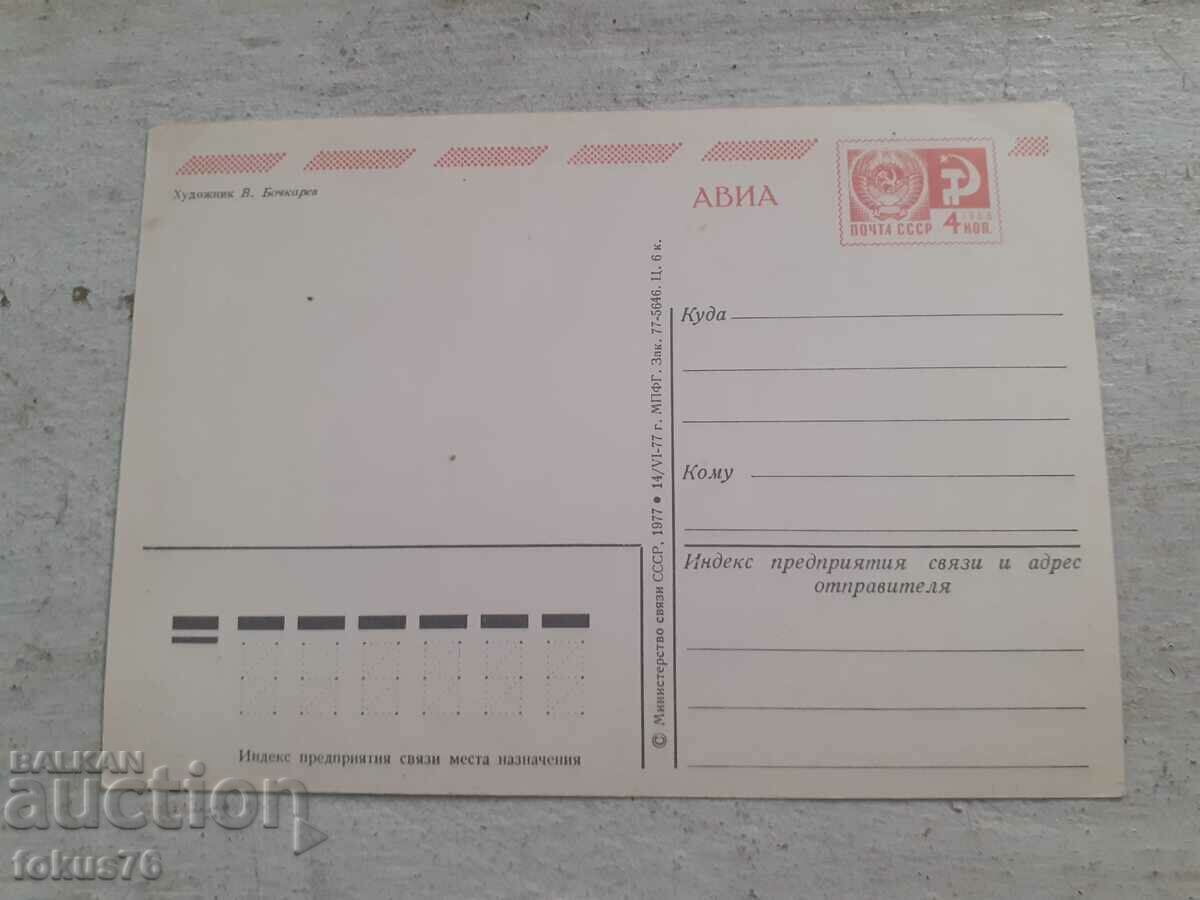 Художник В. Бочкарев
АВИА
ПОЧТА СССР
1966
4 КОП.
Куда
Кому
Индекс предприятия связи и адрес
отправителя
© Министерство связи СССР, 1977 • 14/VI-77 г. МПФГ. Зак. 77-5646. Ц. 6 к.
Индекс предприятия связи места назначения
BALKAN
auction
fokus76